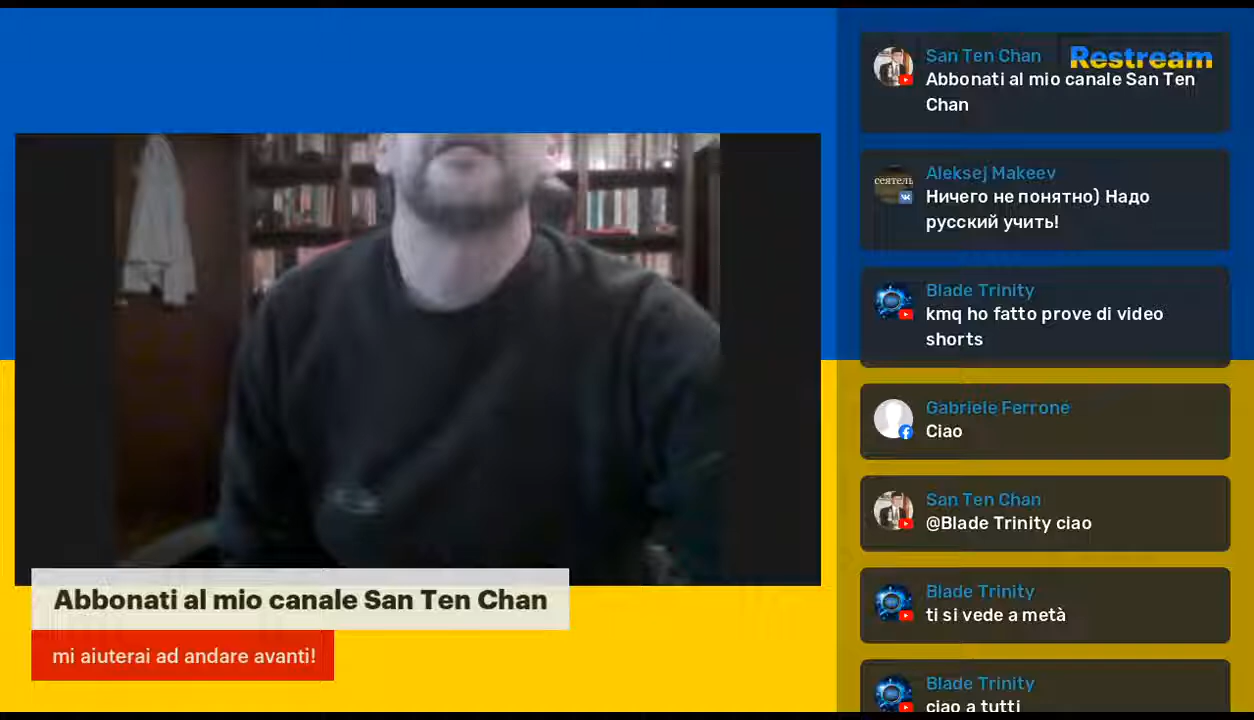 Restream
San Ten Chan
Abbonati al mio canale San Ten
Chan
Aleksej Makeev
сеятель
Ничего не понятно) Надо
русский учить!
Blade Trinity
kmq ho fatto prove di video
shorts
Gabriele Ferrone
Ciao
San Ten Chan
@Blade Trinity ciao
Blade Trinity
ti si vede a metà
Blade Trinity
ciao a tutti
Abbonati al mio canale San Ten Chan
mi aiuterai ad andare avanti!